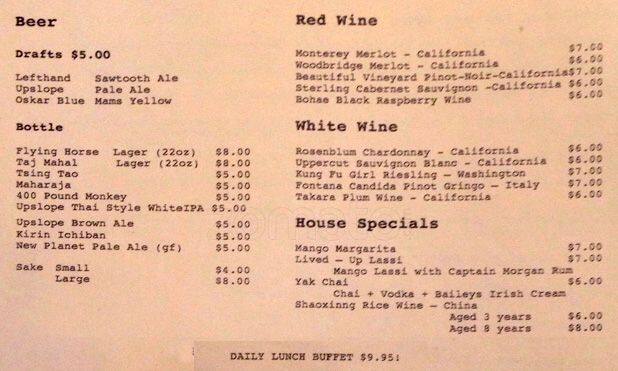 Beer
Drafts $5.00
Lefthand Sawtooth Ale
Upslope Pale Ale
Oskar Blue Mams Yellow
Bottle
Flying Horse Lager (22oz) $8.00
Taj Mahal Lager (22oz) $8.00
Tsing Tao $5.00
Maharaja $5.00
400 Pound Monkey $5.00
Upslope Thai Style WhiteIPA $5.00
Upslope Brown Ale $5.00
Kirin Ichiban $5.00
New Planet Pale Ale (gf) $5.00
Sake Small $4.00
Large $8.00
Red Wine
Monterey Merlot - California $7.00
Woodbridge Merlot - California $6.00
Beautiful Vineyard Pinot-Noir-California $7.00
Sterling Cabernet Sauvignon -California $6.00
Bohae Black Raspberry Wine $6.00
White Wine
Rosenblum Chardonnay - California $6.00
Uppercut Sauvignon Blanc - California $6.00
Kung Fu Girl Riesling — Washington $7.00
Fontana Candida Pinot Gringo — Italy $7.00
Takara Plum Wine - California $6.00
House Specials
Mango Margarita $7.00
Lived — Up Lassi $7.00
Mango Lassi with Captain Morgan Rum
Yak Chai $6.00
Chai + Vodka + Baileys Irish Cream
Shaoxinng Rice Wine — China
Aged 3 years $6.00
Aged 8 years $8.00
DAILY LUNCH BUFFET $9.95!